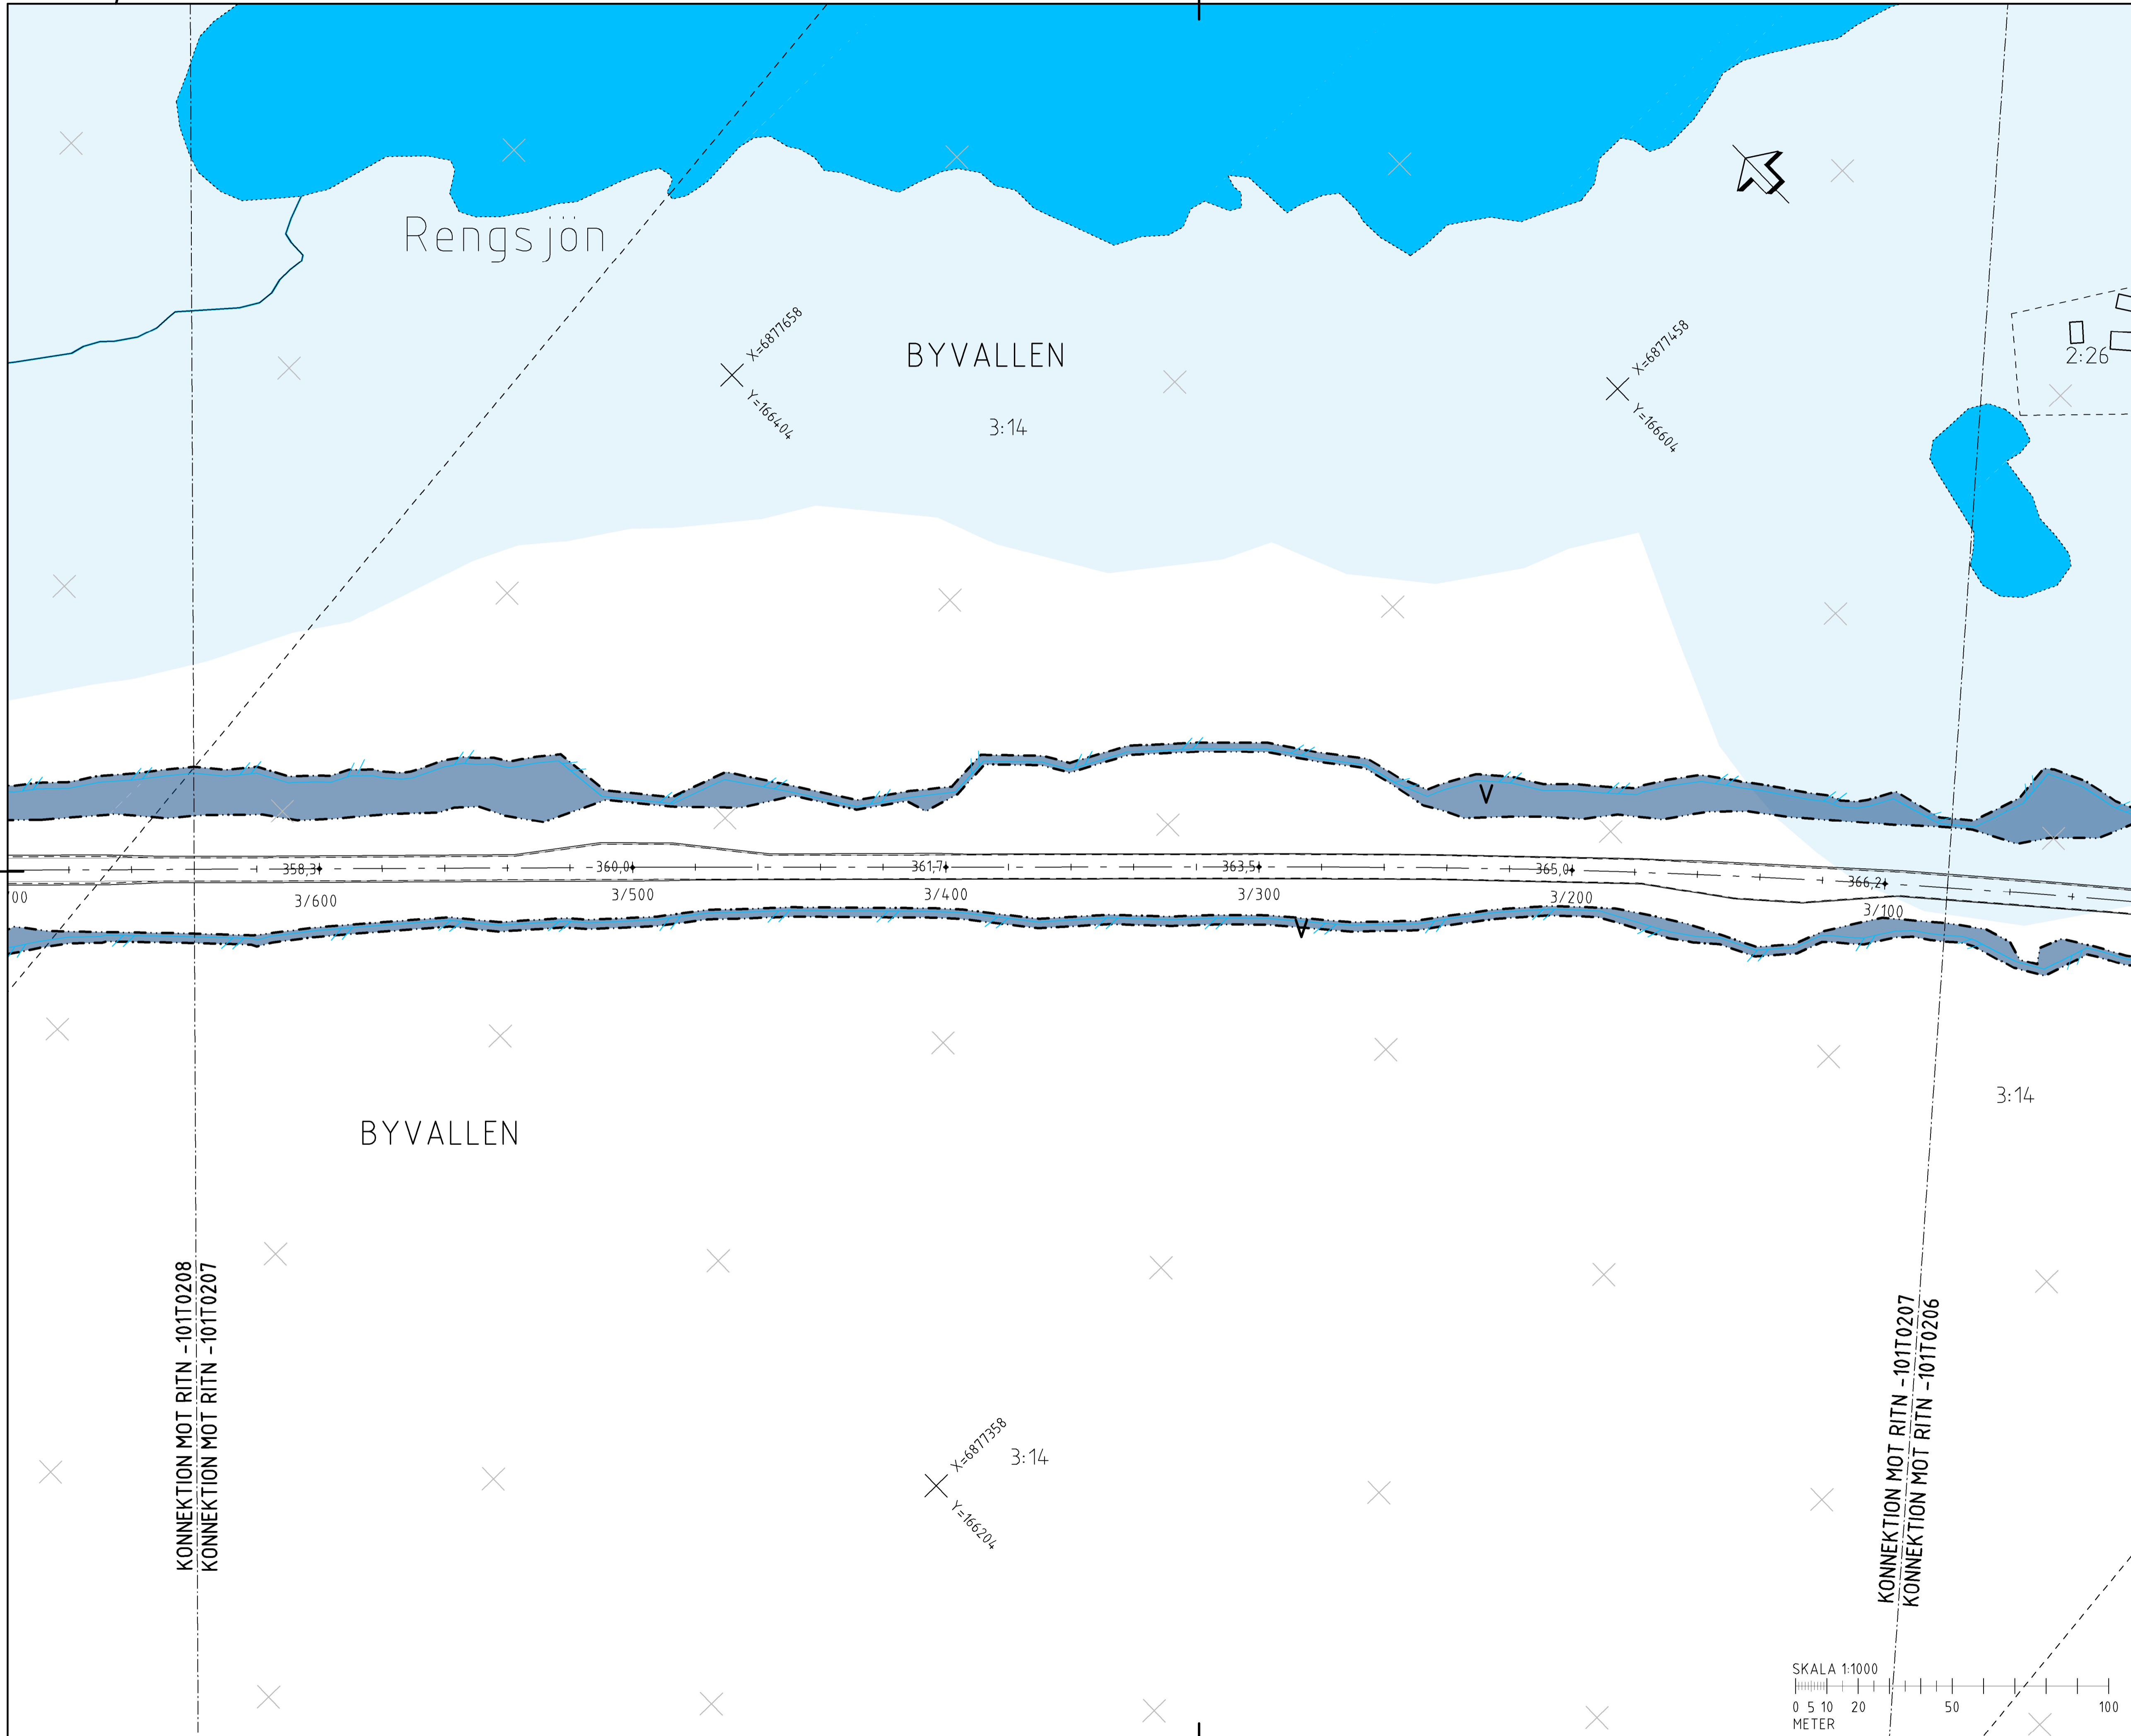 Rengsjön
X=6877658
Y=166404
BYVALLEN
3:14
X=6877458
Y=166604
2:26
V
358,3
360,0
361,7
363,5
365,0
366,2
00
3/600
3/500
3/400
3/300
3/200
3/100
V
3:14
BYVALLEN
KONNEKTION MOT RITN -101T0208
KONNEKTION MOT RITN -101T0207
KONNEKTION MOT RITN -101T0207
KONNEKTION MOT RITN -101T0206
X=6877358
Y=166204
3:14
SKALA 1:1000
0 5 10 20 50 100
METER